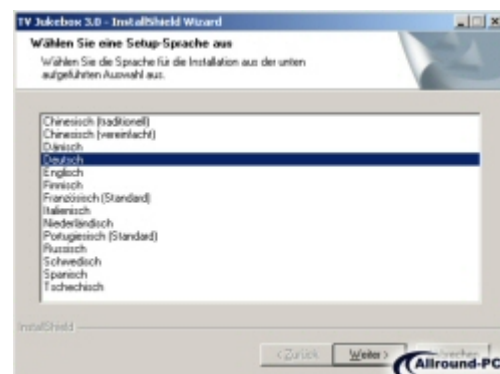 TV Jukebox 3.0 - InstallShield Wizard
Wählen Sie eine Setup-Sprache aus
Wählen Sie die Sprache für die Installation aus der unten
aufgeführten Auswahl aus.
Chinesisch (traditionell)
Chinesisch (vereinfacht)
Dänisch
Deutsch
Englisch
Finnisch
Französisch (Standard)
Italienisch
Niederländisch
Portugiesisch (Standard)
Russisch
Schwedisch
Spanisch
Tschechisch
InstallShield
< Zurück
Weiter >
Allround-PC